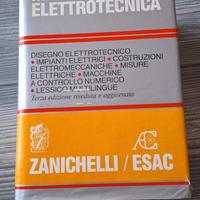 ELETTROTECNICA
DISEGNO ELETTROTECNICO
• IMPIANTI ELETTRICI • COSTRUZIONI
ELETTROMECCANICHE • MISURE
ELETTRICHE • MACCHINE
A CONTROLLO NUMERICO
• LESSICO MULTILINGUE
Terza edizione riveduta e aggiornata
ZANICHELLI / ESAC